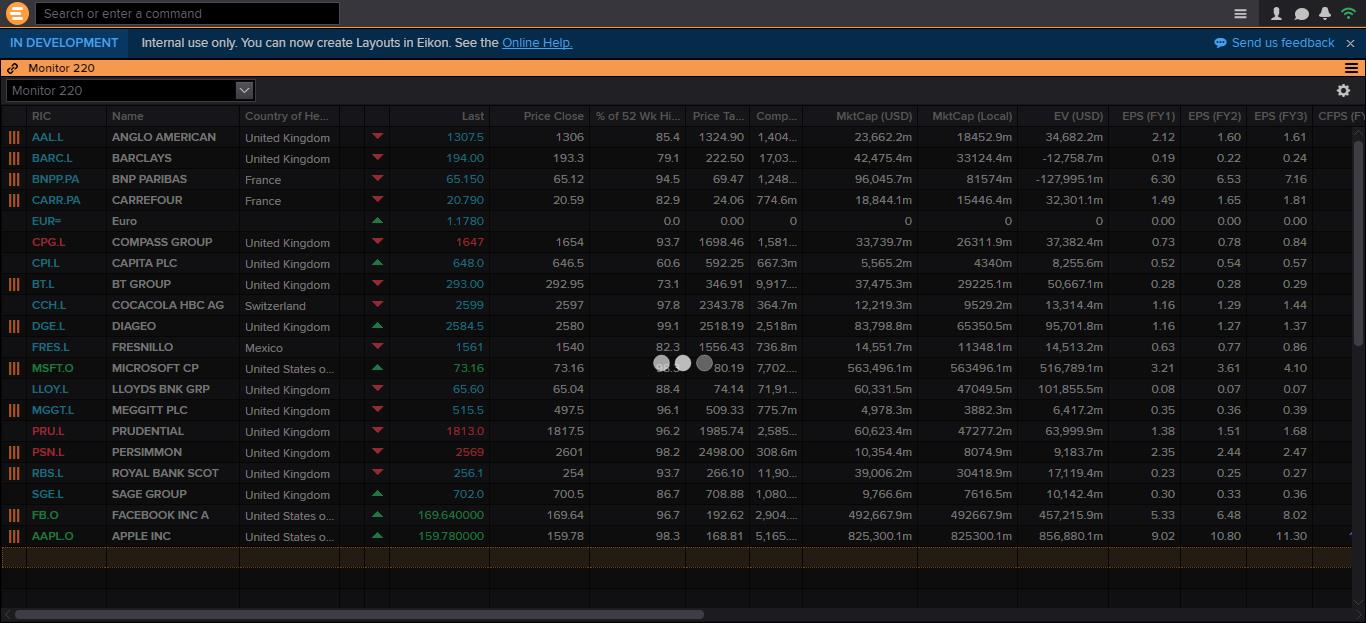 Search or enter a command
IN DEVELOPMENT Internal use only. You can now create Layouts in Eikon. See the Online Help. Send us feedback
Monitor 220
Monitor 220
RIC Name Country of He... Last Price Close % of 52 Wk Hi... Price Ta... Comp... MktCap (USD) MktCap (Local) EV (USD) EPS (FY1) EPS (FY2) EPS (FY3) CFPS (FY
AAL.L ANGLO AMERICAN United Kingdom 1307.5 1306 85.4 1324.90 1,404... 23,662.2m 18452.9m 34,682.2m 2.12 1.60 1.61
BARC.L BARCLAYS United Kingdom 194.00 193.3 79.1 222.50 17,03... 42,475.4m 33124.4m -12,758.7m 0.19 0.22 0.24
BNPP.PA BNP PARIBAS France 65.150 65.12 94.5 69.47 1,248... 96,045.7m 81574m -127,995.1m 6.30 6.53 7.16
CARR.PA CARREFOUR France 20.790 20.59 82.9 24.06 774.6m 18,844.1m 15446.4m 32,301.1m 1.49 1.65 1.81
EUR= Euro 1.1780 0.0 0.00 0 0 0 0 0.00 0.00 0.00
CPG.L COMPASS GROUP United Kingdom 1647 1654 93.7 1698.46 1,581... 33,739.7m 26311.9m 37,382.4m 0.73 0.78 0.84
CPI.L CAPITA PLC United Kingdom 648.0 646.5 60.6 592.25 667.3m 5,565.2m 4340m 8,255.6m 0.52 0.54 0.57
BT.L BT GROUP United Kingdom 293.00 292.95 73.1 346.91 9,917... 37,475.3m 29225.1m 50,667.1m 0.28 0.28 0.29
CCH.L COCACOLA HBC AG Switzerland 2599 2597 97.8 2343.78 364.7m 12,219.3m 9529.2m 13,314.4m 1.16 1.29 1.44
DGE.L DIAGEO United Kingdom 2584.5 2580 99.1 2518.19 2,518m 83,798.8m 65350.5m 95,701.8m 1.16 1.27 1.37
FRES.L FRESNILLO Mexico 1561 1540 82.3 1556.43 736.8m 14,551.7m 11348.1m 14,513.2m 0.63 0.77 0.86
MSFT.O MICROSOFT CP United States o... 73.16 73.16 80.19 7,702... 563,496.1m 563496.1m 516,789.1m 3.21 3.61 4.10
LLOY.L LLOYDS BNK GRP United Kingdom 65.60 65.04 88.4 74.14 71,91... 60,331.5m 47049.5m 101,855.5m 0.08 0.07 0.07
MGGT.L MEGGITT PLC United Kingdom 515.5 497.5 96.1 509.33 775.7m 4,978.3m 3882.3m 6,417.2m 0.35 0.36 0.39
PRU.L PRUDENTIAL United Kingdom 1813.0 1817.5 96.2 1985.74 2,585... 60,623.4m 47277.2m 63,999.9m 1.38 1.51 1.68
PSN.L PERSIMMON United Kingdom 2569 2601 98.2 2498.00 308.6m 10,354.4m 8074.9m 9,183.7m 2.35 2.44 2.47
RBS.L ROYAL BANK SCOT United Kingdom 256.1 254 93.7 266.10 11,90... 39,006.2m 30418.9m 17,119.4m 0.23 0.25 0.27
SGE.L SAGE GROUP United Kingdom 702.0 700.5 86.7 708.88 1,080.... 9,766.6m 7616.5m 10,142.4m 0.30 0.33 0.36
FB.O FACEBOOK INC A United States o... 169.640000 169.64 96.7 192.62 2,904.... 492,667.9m 492667.9m 457,215.9m 5.33 6.48 8.02
AAPL.O APPLE INC United States o... 159.780000 159.78 98.3 168.81 5,165.... 825,300.1m 825300.1m 856,880.1m 9.02 10.80 11.30